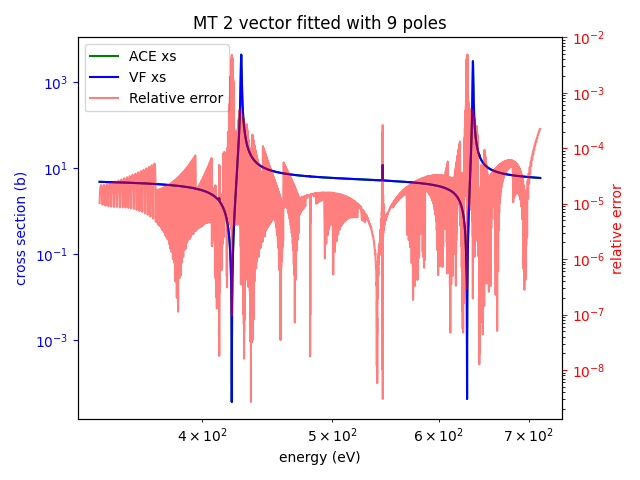 MT 2 vector fitted with 9 poles
ACE xs
VF xs
Relative error
cross section (b)
10³
10¹
10⁻¹
10⁻³
10⁻²
10⁻³
10⁻⁴
10⁻⁵
10⁻⁶
10⁻⁷
10⁻⁸
relative error
4 × 10² 5 × 10² 6 × 10² 7 × 10²
energy (eV)